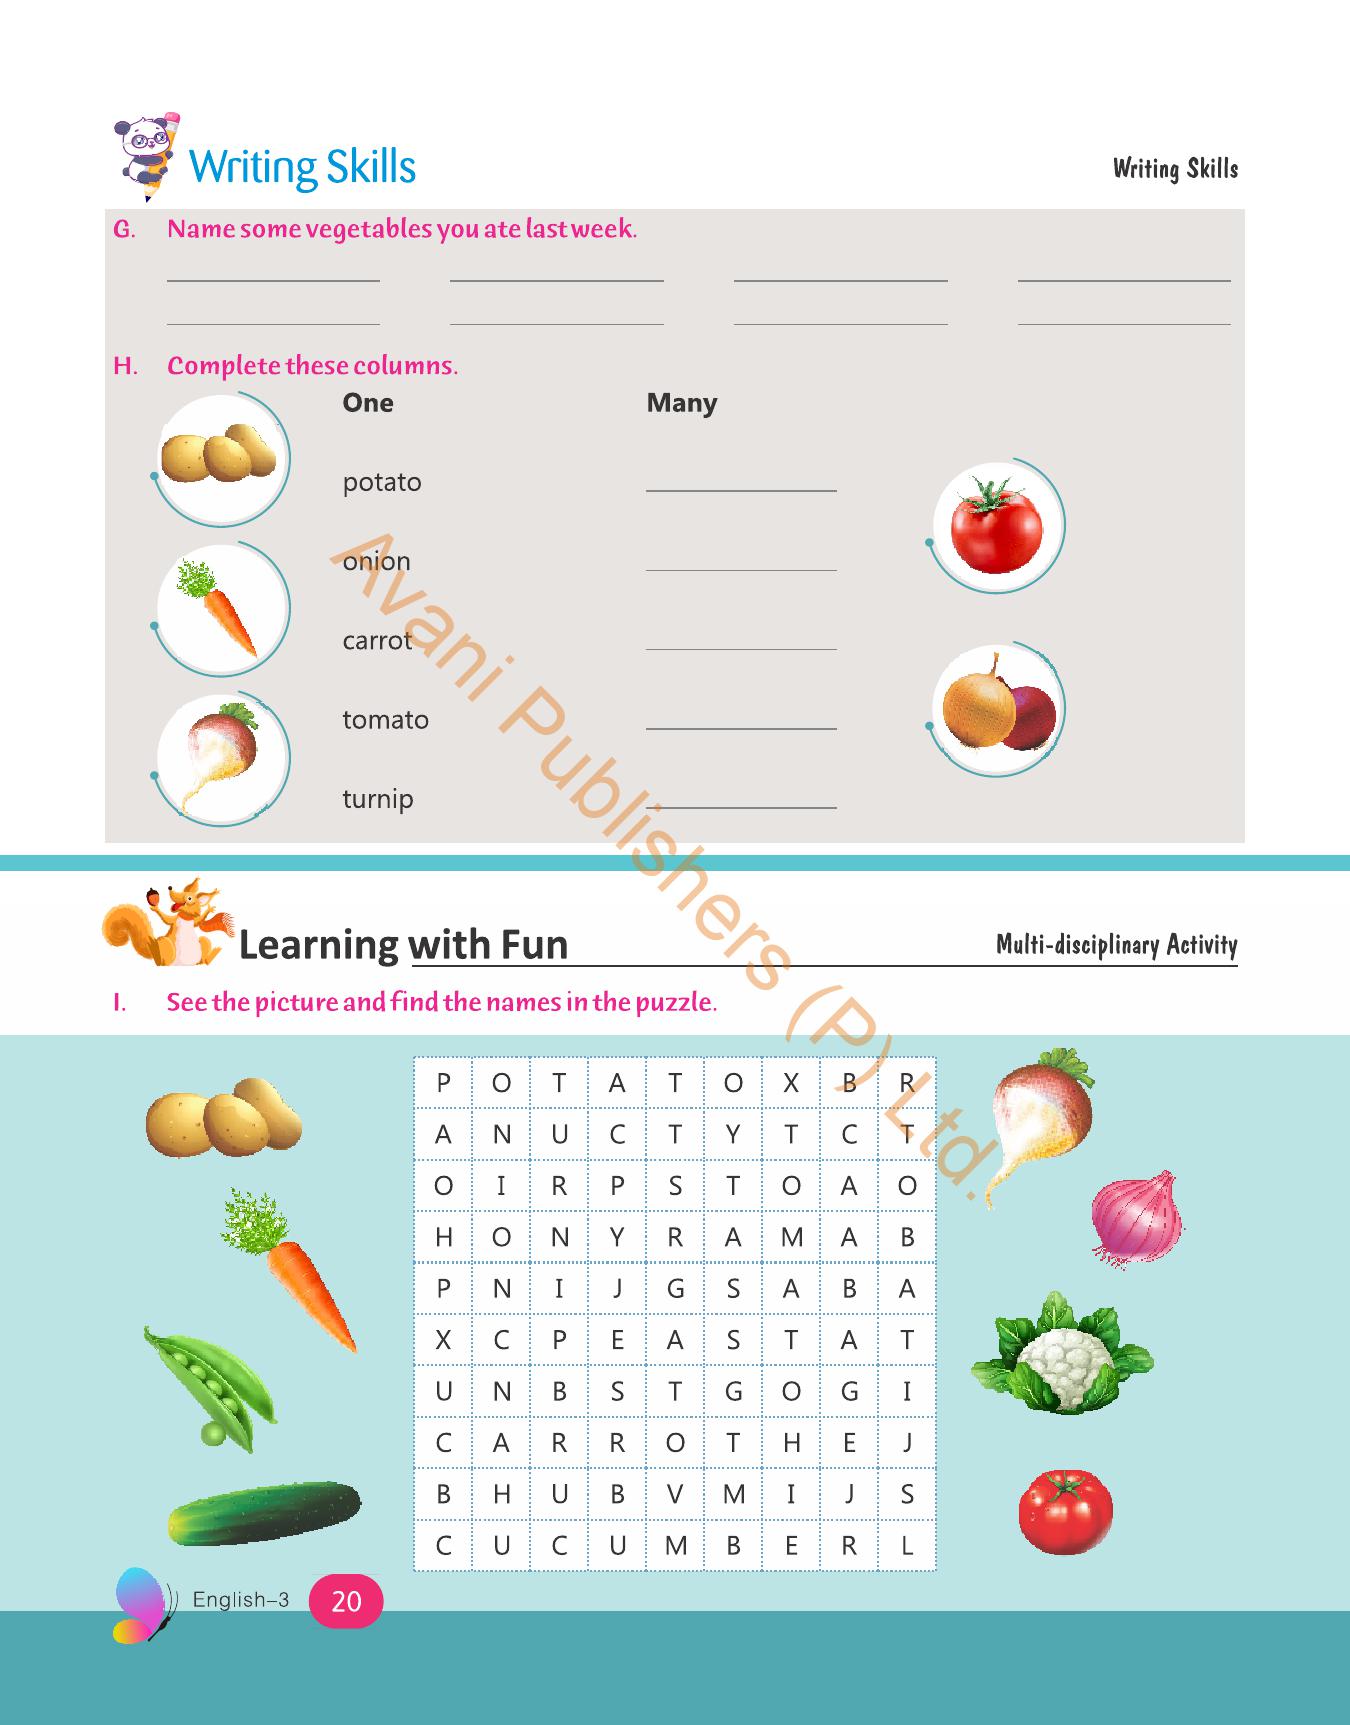 Writing Skills
Writing Skills
G. Name some vegetables you ate last week.
H. Complete these columns.
One Many
potato
onion
carrot
tomato
turnip
Learning with Fun
Multi-disciplinary Activity
I. See the picture and find the names in the puzzle.
P O T A T O X B R
A N U C T Y T C T
O I R P S T O A O
H O N Y R A M A B
P N I J G S A B A
X C P E A S T A T
U N B S T G O G I
C A R R O T H E J
B H U B V M I J S
C U C U M B E R L
English–3 20
Avani Publishers (P) Ltd.